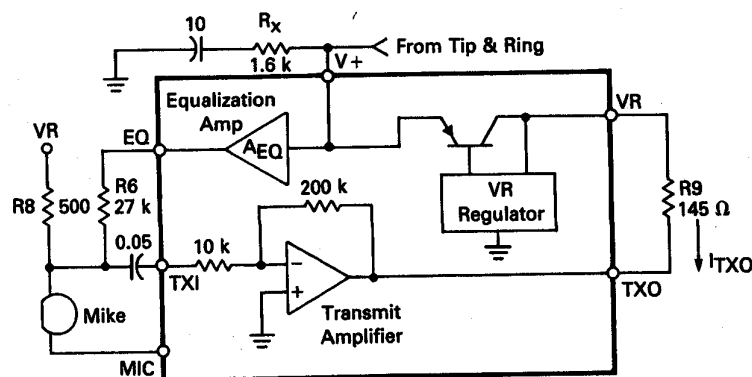 10
Rx
1.6 k
V +
From Tip & Ring
Equalization
Amp
AEQ
VR
EQ
VR
R8
500
R6
27 k
0.05
TXI
10 k
200 k
−
+
Transmit
Amplifier
VR
Regulator
R9
145 Ω
ITXO
TXO
Mike
MIC